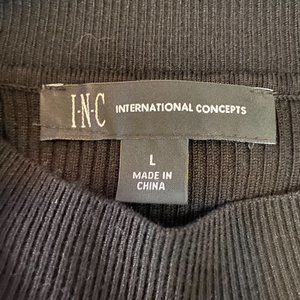 I·N·C INTERNATIONAL CONCEPTS
L
MADE IN
CHINA